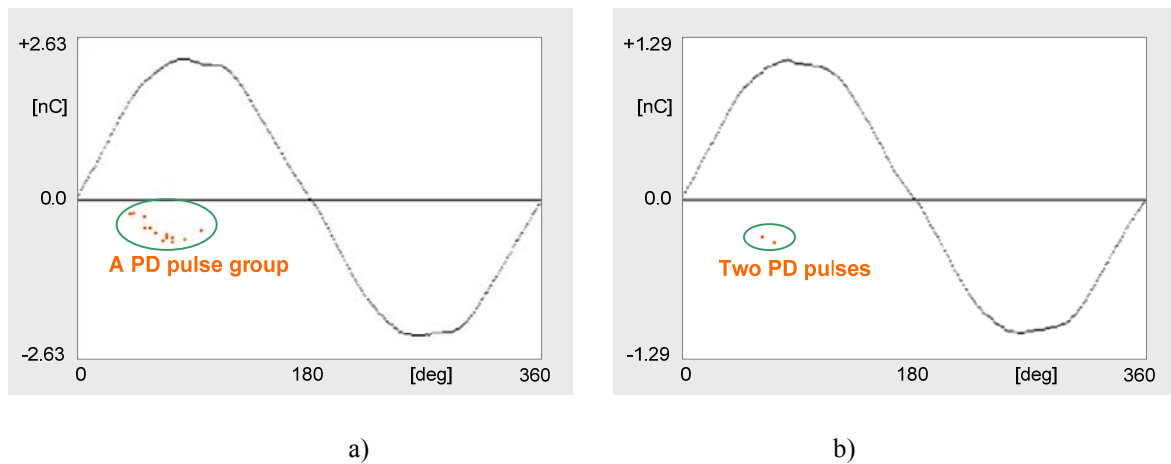 +2.63
[nC]
0.0
A PD pulse group
-2.63
0
180
[deg]
360
a)
+1.29
[nC]
0.0
Two PD pulses
-1.29
0
180
[deg]
360
b)